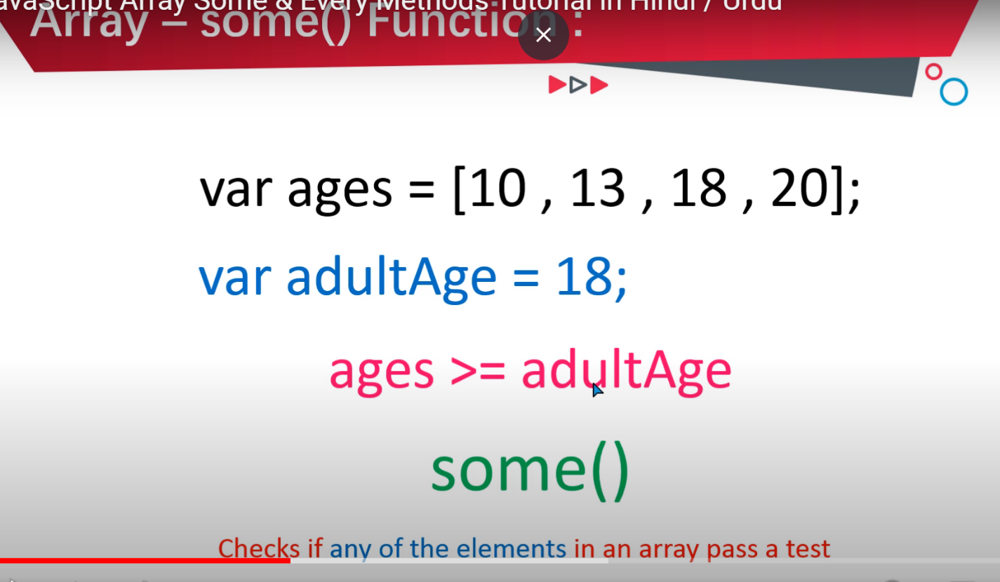 JavaScript Array Some & Every Methods Tutorial in Hindi / Urdu
Array – some() Function :
var ages = [10 , 13 , 18 , 20];
var adultAge = 18;
ages >= adultAge
some()
Checks if any of the elements in an array pass a test